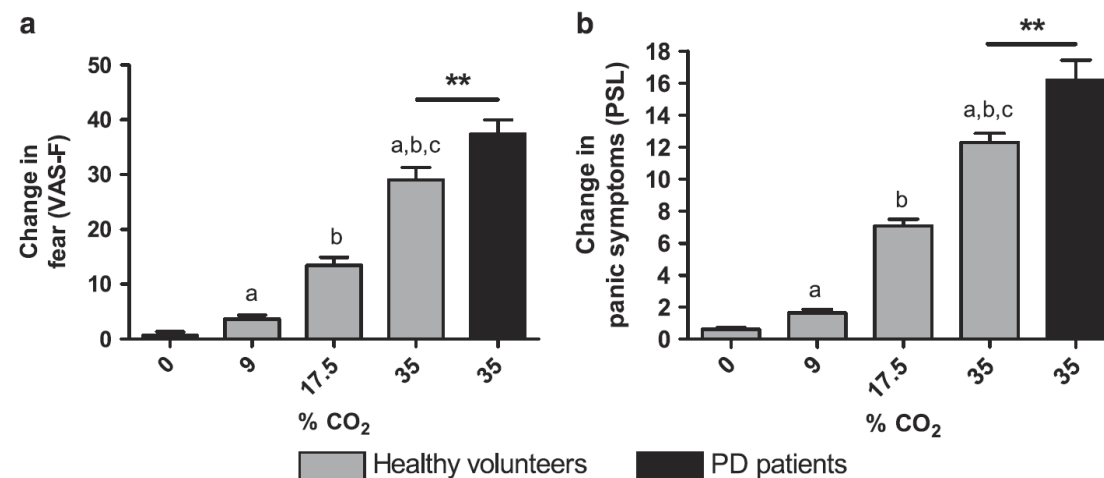 a
Change in
fear (VAS-F)
50
40
30
20
10
0
a
b
a,b,c
**
0
9
17.5
35
35
% CO₂
b
Change in
panic symptoms (PSL)
18
16
14
12
10
8
6
4
2
0
a
b
a,b,c
**
0
9
17.5
35
35
% CO₂
Healthy volunteers
PD patients